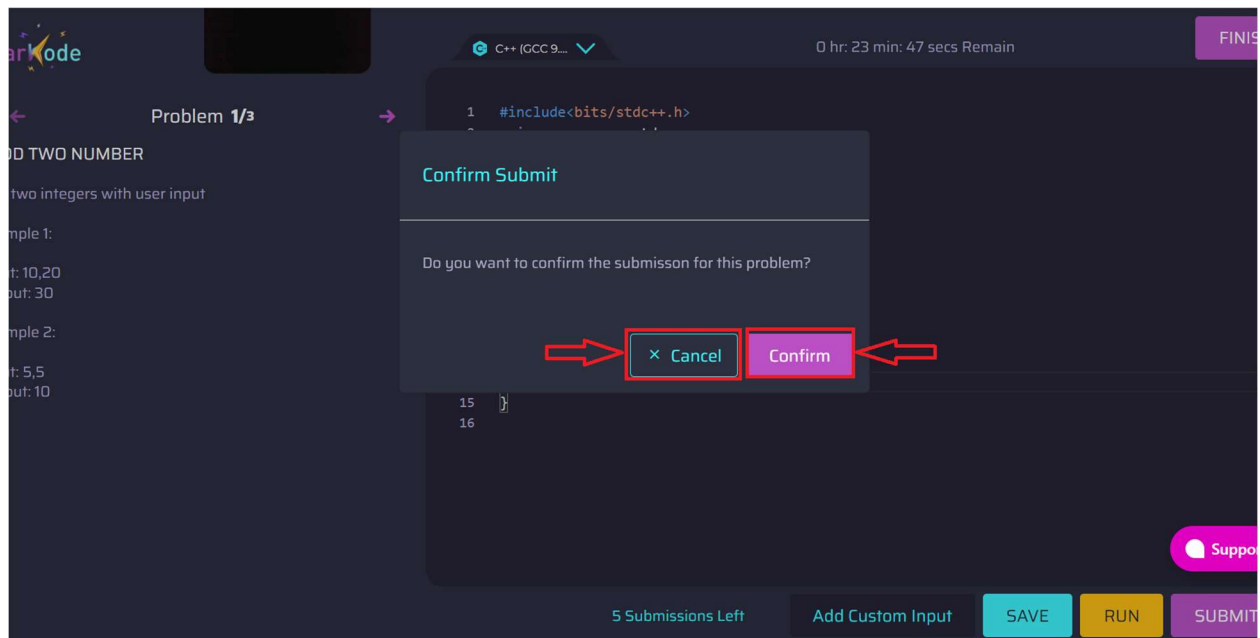 arkode
C++ (GCC 9....
0 hr: 23 min: 47 secs Remain
FINIS
Problem 1/3
DD TWO NUMBER
two integers with user input
mple 1:
t: 10,20
out: 30
mple 2:
t: 5,5
out: 10
1 #include<bits/stdc++.h>
Confirm Submit
Do you want to confirm the submisson for this problem?
× Cancel
Confirm
15 }
16
Suppo
5 Submissions Left
Add Custom Input
SAVE
RUN
SUBMIT